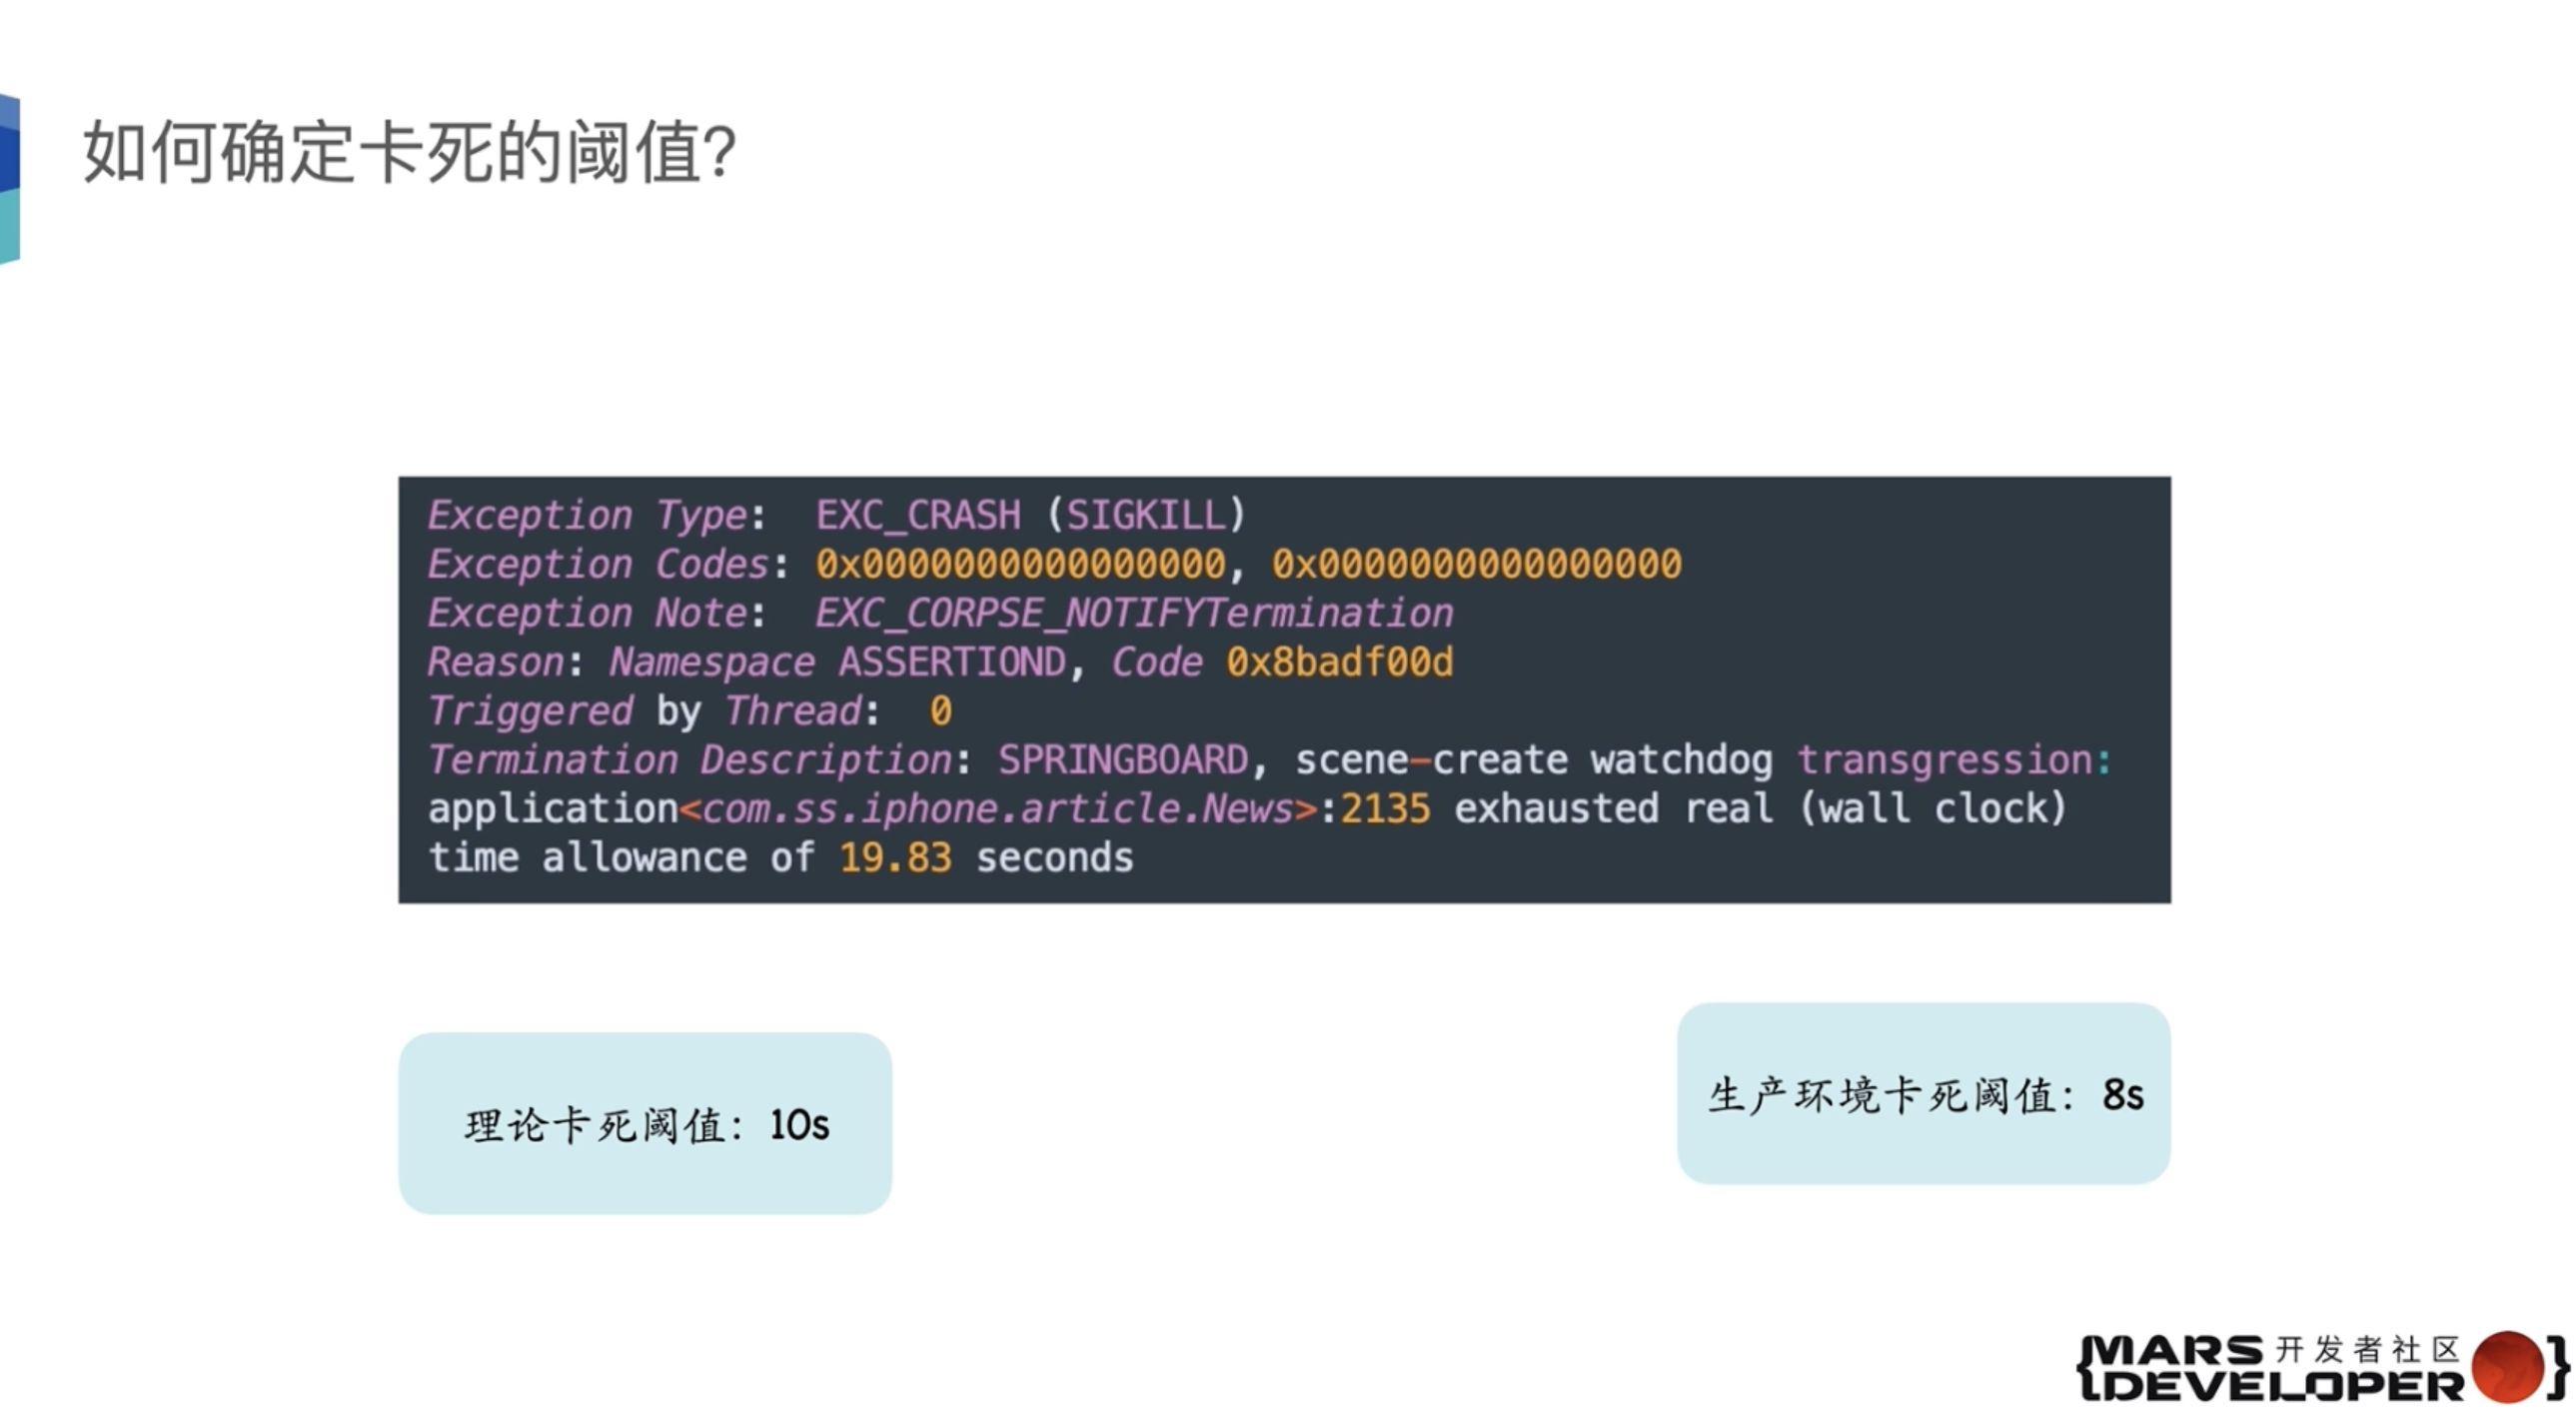 如何确定卡死的阈值?
Exception Type:  EXC_CRASH (SIGKILL)
Exception Codes: 0x0000000000000000, 0x0000000000000000
Exception Note:  EXC_CORPSE_NOTIFYTermination
Reason: Namespace ASSERTIOND, Code 0x8badf00d
Triggered by Thread:  0
Termination Description: SPRINGBOARD, scene-create watchdog transgression:
application<com.ss.iphone.article.News>:2135 exhausted real (wall clock)
time allowance of 19.83 seconds
理论卡死阈值：10s
生产环境卡死阈值：8s
{MARS 开发者社区
DEVELOPER}